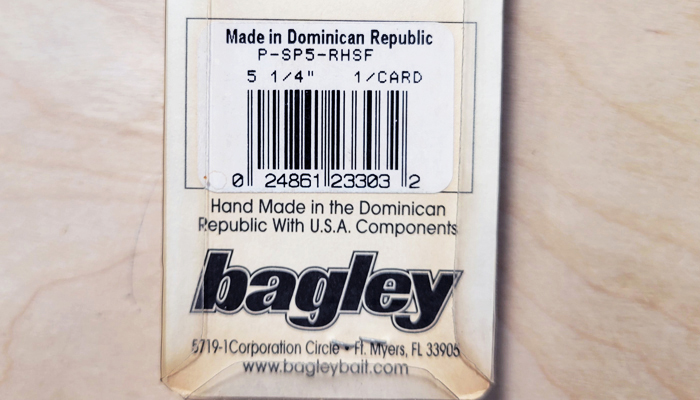 Made in Dominican Republic
P-SP5-RHSF
5 1/4" 1/CARD
0 24861 23303 2
Hand Made in the Dominican
Republic With U.S.A. Components
bagley
5719-1Corporation Circle • Ft. Myers, FL 33905
www.bagleybait.com